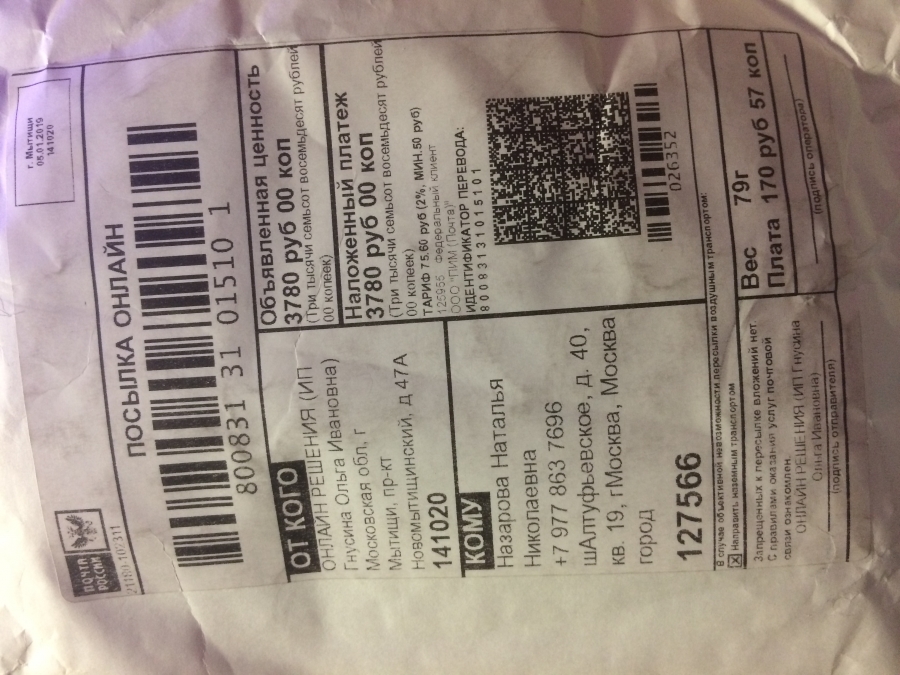 ПОЧТА
РОССИИ
ПОСЫЛКА ОНЛАЙН
г. Мытищи
05.01.2019
141020
800831 31 01510 1
ОТ КОГО
ОНЛАЙН РЕШЕНИЯ (ИП
Гнусина Ольга Ивановна)
Московская обл, г
Мытищи, пр-кт
Новомытищинский, д 47А
141020
Объявленная ценность
3780 руб 00 коп
(Три тысячи семьсот восемьдесят рублей
00 копеек)
Наложенный платеж
3780 руб 00 коп
(Три тысячи семьсот восемьдесят рублей
00 копеек)
ТАРИФ 75,60 руб (2%, МИН.50 руб)
125955 Федеральный клиент
ООО "ПИМ (Почта)"
ИДЕНТИФИКАТОР ПЕРЕВОДА:
80083131015101
026352
КОМУ
Назарова Наталья
Николаевна
+7 977 863 7696
шАлтуфьевское, д. 40,
кв. 19, гМосква, Москва
город
127566
В случае объективной невозможности пересылки воздушным транспортом:
Направить наземным транспортом
Вес 79г
Плата 170 руб 57 коп
(подпись оператора)
Запрещенных к пересылке вложений нет.
С правилами оказания услуг почтовой
связи ознакомлен.
ОНЛАЙН РЕШЕНИЯ (ИП Гнусина
Ольга Ивановна)
(подпись отправителя)